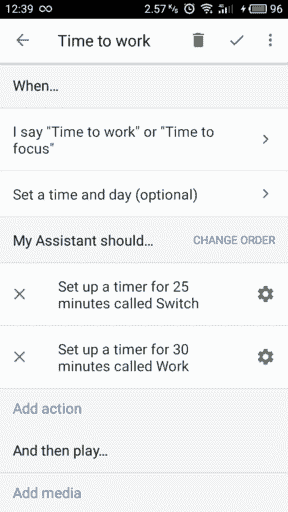 12:39 2.57 K/s 96
Time to work
When...
I say "Time to work" or "Time to
focus"
Set a time and day (optional)
My Assistant should... CHANGE ORDER
Set up a timer for 25
minutes called Switch
Set up a timer for 30
minutes called Work
Add action
And then play...
Add media